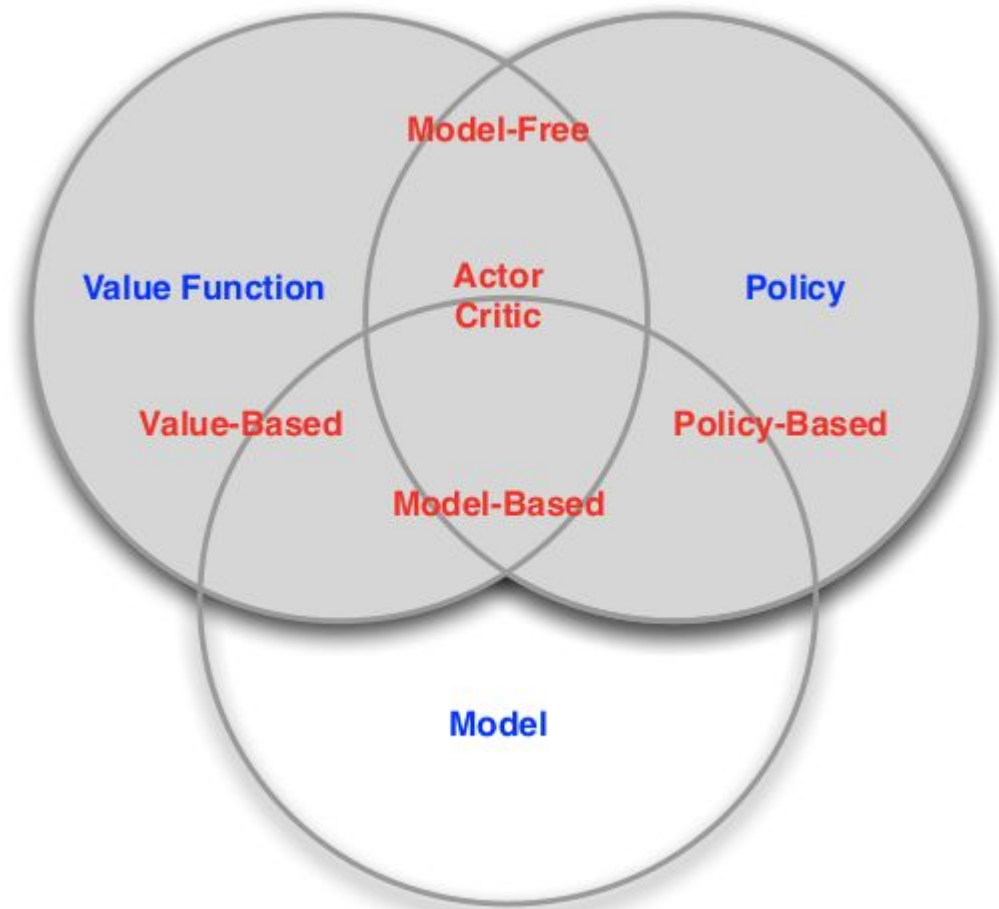 Model-Free
Value Function
Actor
Critic
Policy
Value-Based
Policy-Based
Model-Based
Model